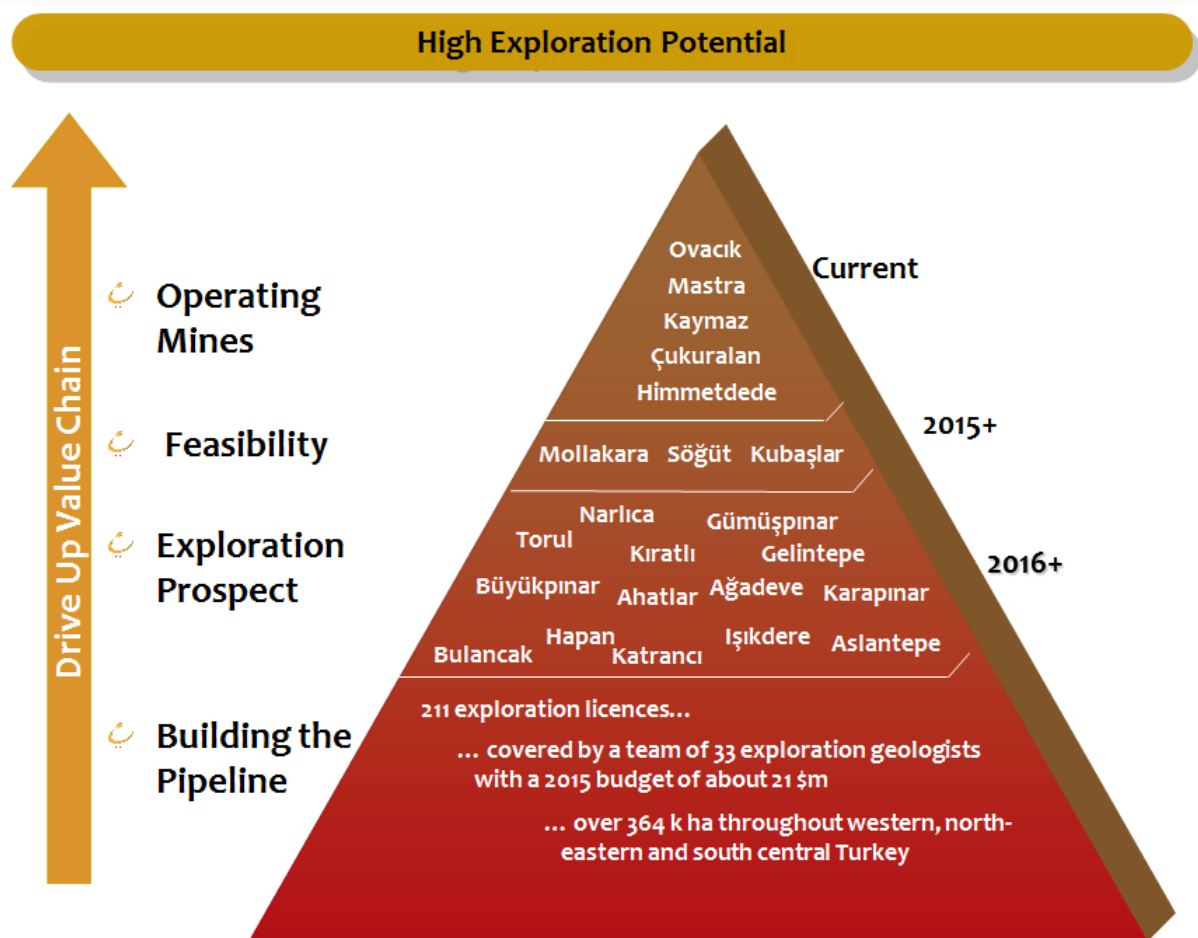 High Exploration Potential
Drive Up Value Chain
Operating
Mines
Feasibility
Exploration
Prospect
Building the
Pipeline
Ovacık
Mastra
Kaymaz
Çukuralan
Himmetdede
Current
Mollakara Söğüt Kubaşlar
2015+
Narlıca Gümüşpınar
Torul Kıratlı Gelintepe
Büyükpınar Ahatlar Ağadeve Karapınar
Bulancak Hapan Katrancı Işıkdere Aslantepe
2016+
211 exploration licences...
... covered by a team of 33 exploration geologists
with a 2015 budget of about 21 $m
... over 364 k ha throughout western, north-
eastern and south central Turkey